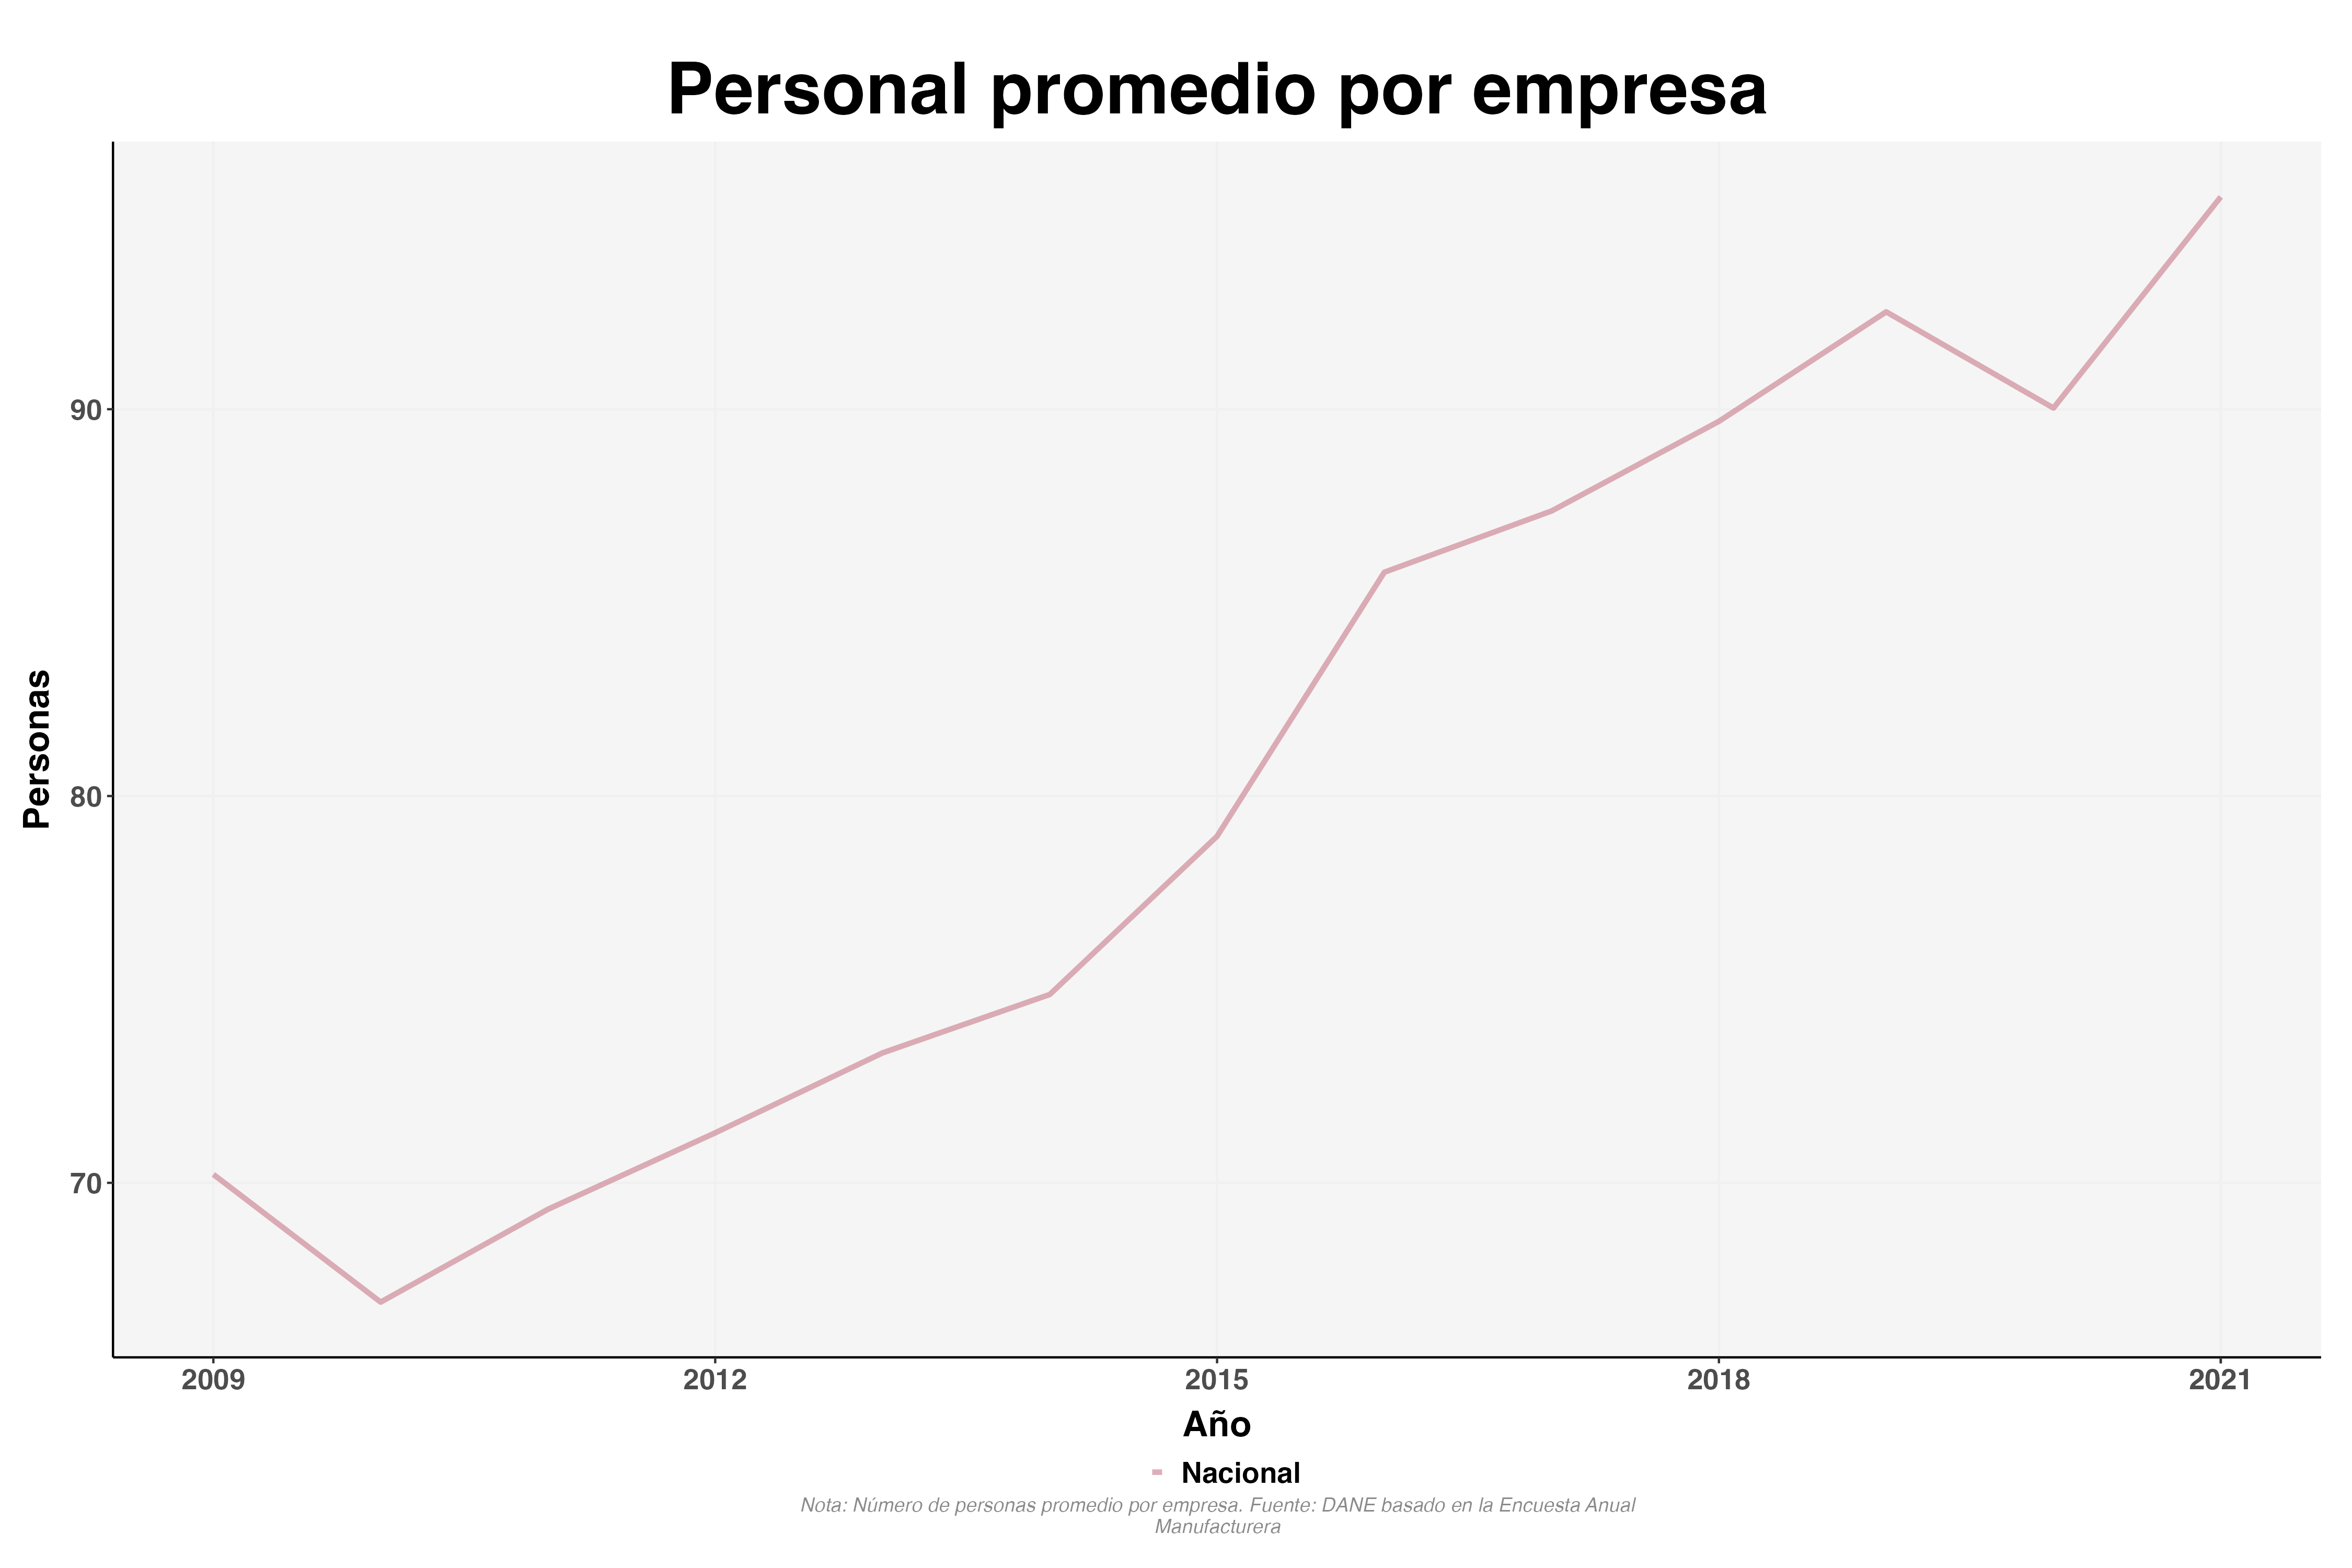 Personal promedio por empresa
Personas
90
80
70
2009
2012
2015
2018
2021
Año
Nacional
Nota: Número de personas promedio por empresa. Fuente: DANE basado en la Encuesta Anual
Manufacturera